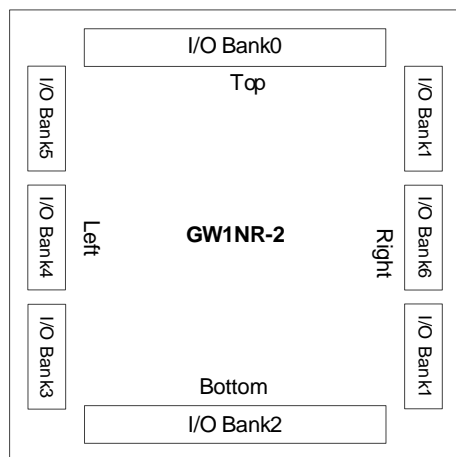 I/O Bank0
Top
I/O Bank5
I/O Bank1
I/O Bank4
Left
GW1NR-2
Right
I/O Bank6
I/O Bank3
I/O Bank1
Bottom
I/O Bank2